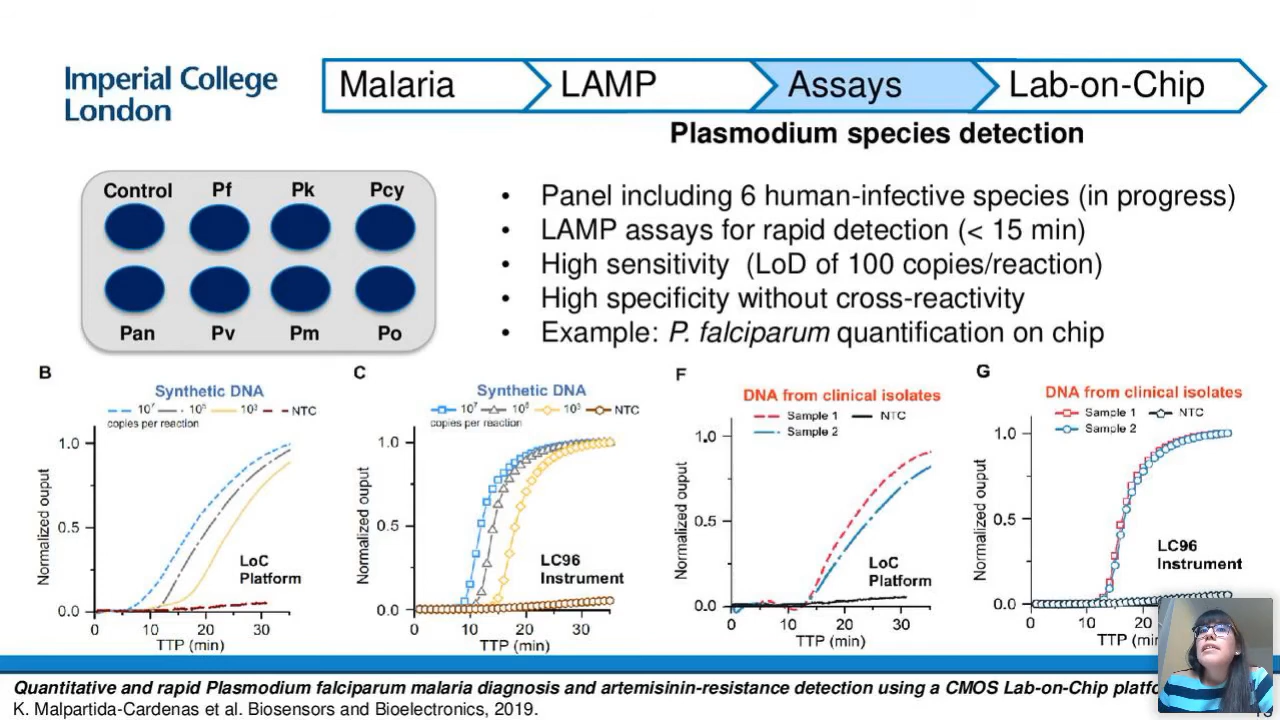 Imperial College
London
Malaria
LAMP
Assays
Lab-on-Chip
Plasmodium species detection
Control Pf Pk Pcy
Pan Pv Pm Po
• Panel including 6 human-infective species (in progress)
• LAMP assays for rapid detection (< 15 min)
• High sensitivity (LoD of 100 copies/reaction)
• High specificity without cross-reactivity
• Example: P. falciparum quantification on chip
B
Synthetic DNA
10⁷ 10⁵ 10³ NTC
copies per reaction
Normalized ouput
1.0
0.5
0.0
0 10 20 30
TTP (min)
LoC
Platform
C
Synthetic DNA
10⁷ 10⁵ 10³ NTC
copies per reaction
Normalized ouput
1.0
0.5
0.0
0 10 20 30
TTP (min)
LC96
Instrument
F
DNA from clinical isolates
Sample 1 NTC
Sample 2
Normalized ouput
1.0
0.5
0.0
0 10 20 30
TTP (min)
LoC
Platform
G
DNA from clinical isolates
Sample 1 NTC
Sample 2
Normalized ouput
1.0
0.5
0.0
0 10 20
TTP
LC96
Instrument
Quantitative and rapid Plasmodium falciparum malaria diagnosis and artemisinin-resistance detection using a CMOS Lab-on-Chip
K. Malpartida-Cardenas et al. Biosensors and Bioelectronics, 2019.